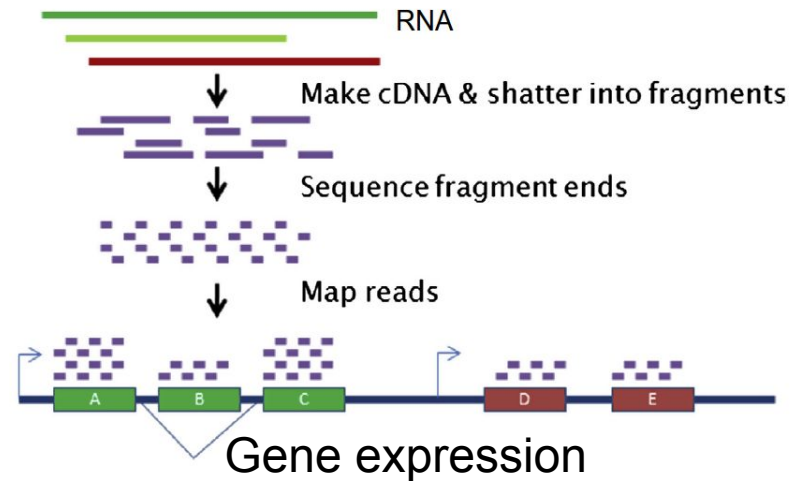 RNA
Make cDNA & shatter into fragments
Sequence fragment ends
Map reads
A B C D E
Gene expression